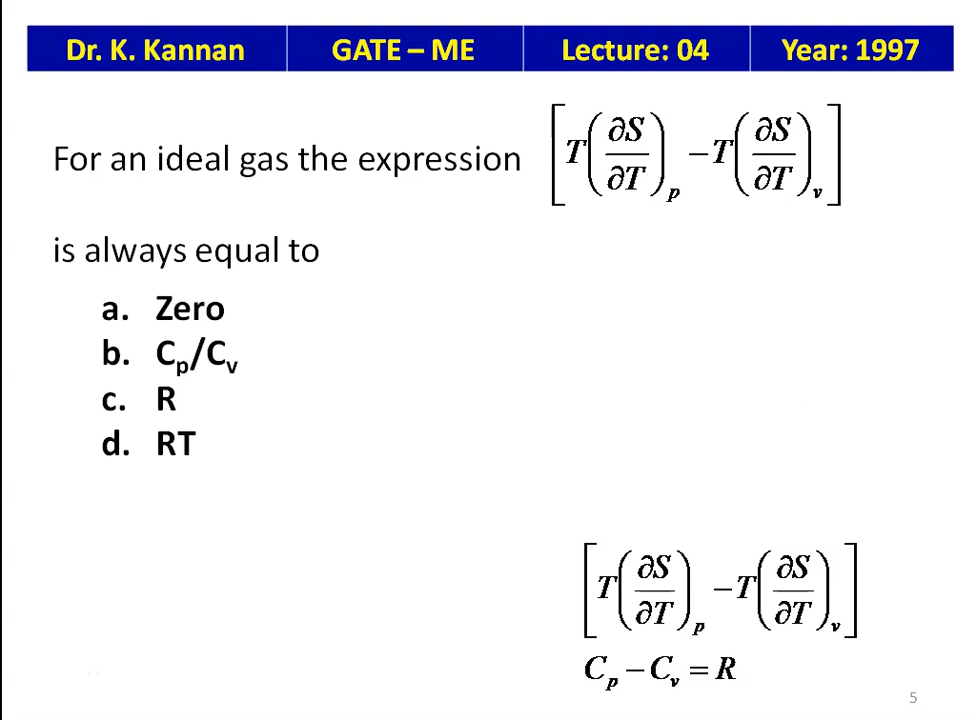 Dr. K. Kannan GATE – ME Lecture: 04 Year: 1997
For an ideal gas the expression [T(∂S/∂T)ₚ − T(∂S/∂T)ᵥ]
is always equal to
a. Zero
b. Cₚ/Cᵥ
c. R
d. RT
[T(∂S/∂T)ₚ − T(∂S/∂T)ᵥ]
Cₚ − Cᵥ = R
5